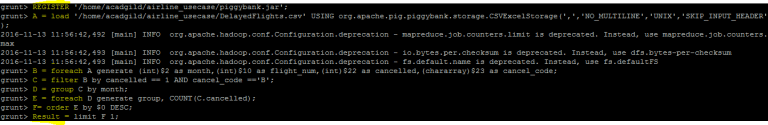 grunt> REGISTER '/home/acadgild/airline_usecase/piggybank.jar';
grunt> A = load '/home/acadgild/airline_usecase/DelayedFlights.csv' USING org.apache.pig.piggybank.storage.CSVExcelStorage(',','NO_MULTILINE','UNIX','SKIP_INPUT_HEADER'
);
2016-11-13 11:56:42,492 [main] INFO org.apache.hadoop.conf.Configuration.deprecation - mapreduce.job.counters.limit is deprecated. Instead, use mapreduce.job.counters.
max
2016-11-13 11:56:42,493 [main] INFO org.apache.hadoop.conf.Configuration.deprecation - io.bytes.per.checksum is deprecated. Instead, use dfs.bytes-per-checksum
2016-11-13 11:56:42,493 [main] INFO org.apache.hadoop.conf.Configuration.deprecation - fs.default.name is deprecated. Instead, use fs.defaultFS
grunt> B = foreach A generate (int)$2 as month,(int)$10 as flight_num,(int)$22 as cancelled,(chararray)$23 as cancel_code;
grunt> C = filter B by cancelled == 1 AND cancel_code =='B';
grunt> D = group C by month;
grunt> E = foreach D generate group, COUNT(C.cancelled);
grunt> F= order E by $0 DESC;
grunt> Result = limit F 1;